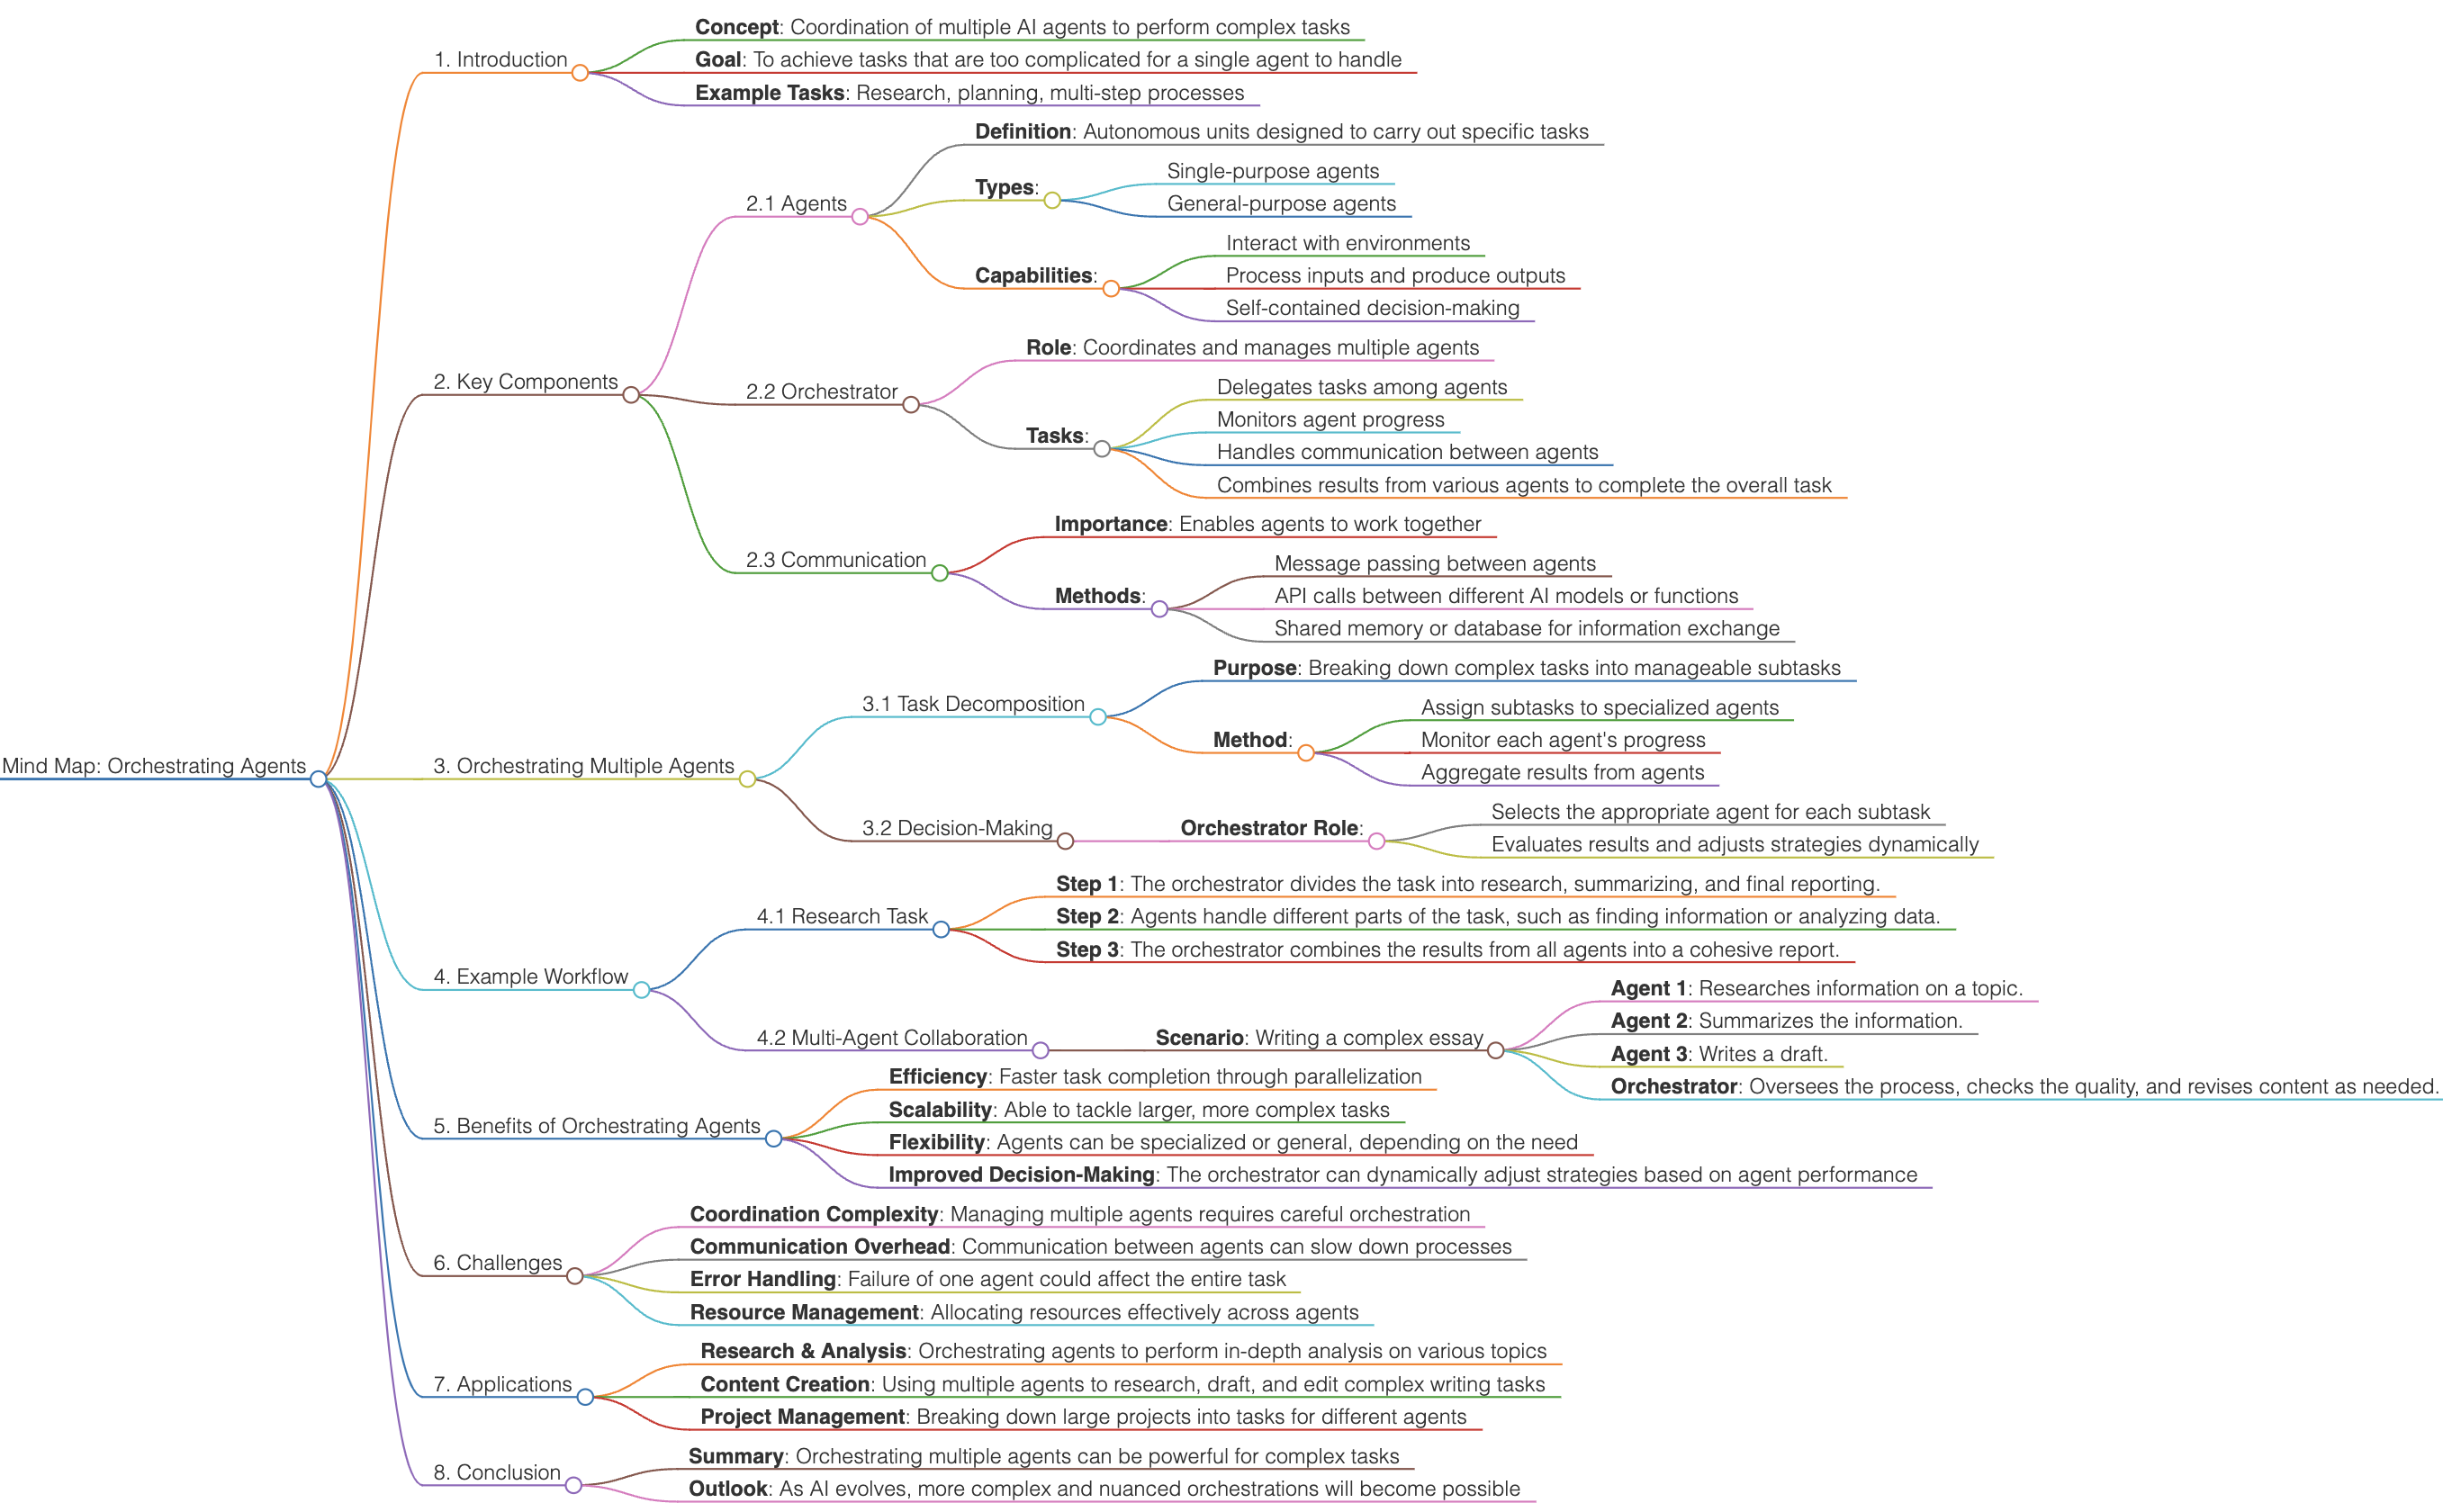 Mind Map: Orchestrating Agents
1. Introduction
Concept: Coordination of multiple AI agents to perform complex tasks
Goal: To achieve tasks that are too complicated for a single agent to handle
Example Tasks: Research, planning, multi-step processes
2. Key Components
2.1 Agents
Definition: Autonomous units designed to carry out specific tasks
Types:
Single-purpose agents
General-purpose agents
Capabilities:
Interact with environments
Process inputs and produce outputs
Self-contained decision-making
2.2 Orchestrator
Role: Coordinates and manages multiple agents
Tasks:
Delegates tasks among agents
Monitors agent progress
Handles communication between agents
Combines results from various agents to complete the overall task
2.3 Communication
Importance: Enables agents to work together
Methods:
Message passing between agents
API calls between different AI models or functions
Shared memory or database for information exchange
3. Orchestrating Multiple Agents
3.1 Task Decomposition
Purpose: Breaking down complex tasks into manageable subtasks
Method:
Assign subtasks to specialized agents
Monitor each agent's progress
Aggregate results from agents
3.2 Decision-Making
Orchestrator Role:
Selects the appropriate agent for each subtask
Evaluates results and adjusts strategies dynamically
4. Example Workflow
4.1 Research Task
Step 1: The orchestrator divides the task into research, summarizing, and final reporting.
Step 2: Agents handle different parts of the task, such as finding information or analyzing data.
Step 3: The orchestrator combines the results from all agents into a cohesive report.
4.2 Multi-Agent Collaboration
Scenario: Writing a complex essay
Agent 1: Researches information on a topic.
Agent 2: Summarizes the information.
Agent 3: Writes a draft.
Orchestrator: Oversees the process, checks the quality, and revises content as needed.
5. Benefits of Orchestrating Agents
Efficiency: Faster task completion through parallelization
Scalability: Able to tackle larger, more complex tasks
Flexibility: Agents can be specialized or general, depending on the need
Improved Decision-Making: The orchestrator can dynamically adjust strategies based on agent performance
6. Challenges
Coordination Complexity: Managing multiple agents requires careful orchestration
Communication Overhead: Communication between agents can slow down processes
Error Handling: Failure of one agent could affect the entire task
Resource Management: Allocating resources effectively across agents
7. Applications
Research & Analysis: Orchestrating agents to perform in-depth analysis on various topics
Content Creation: Using multiple agents to research, draft, and edit complex writing tasks
Project Management: Breaking down large projects into tasks for different agents
8. Conclusion
Summary: Orchestrating multiple agents can be powerful for complex tasks
Outlook: As AI evolves, more complex and nuanced orchestrations will become possible